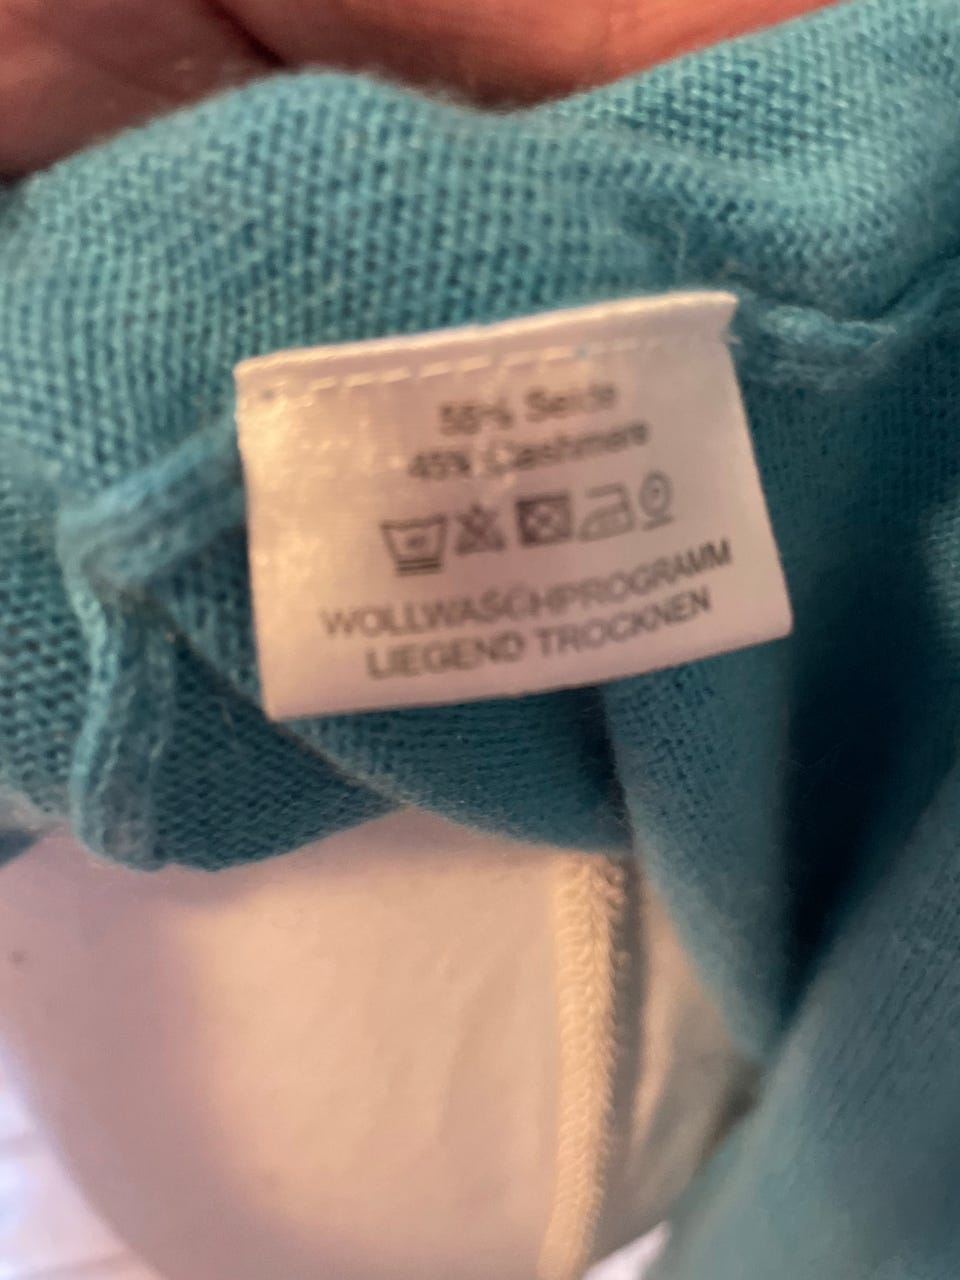 55% Seide
45% Cashmere
WOLLWASCHPROGRAMM
LIEGEND TROCKNEN